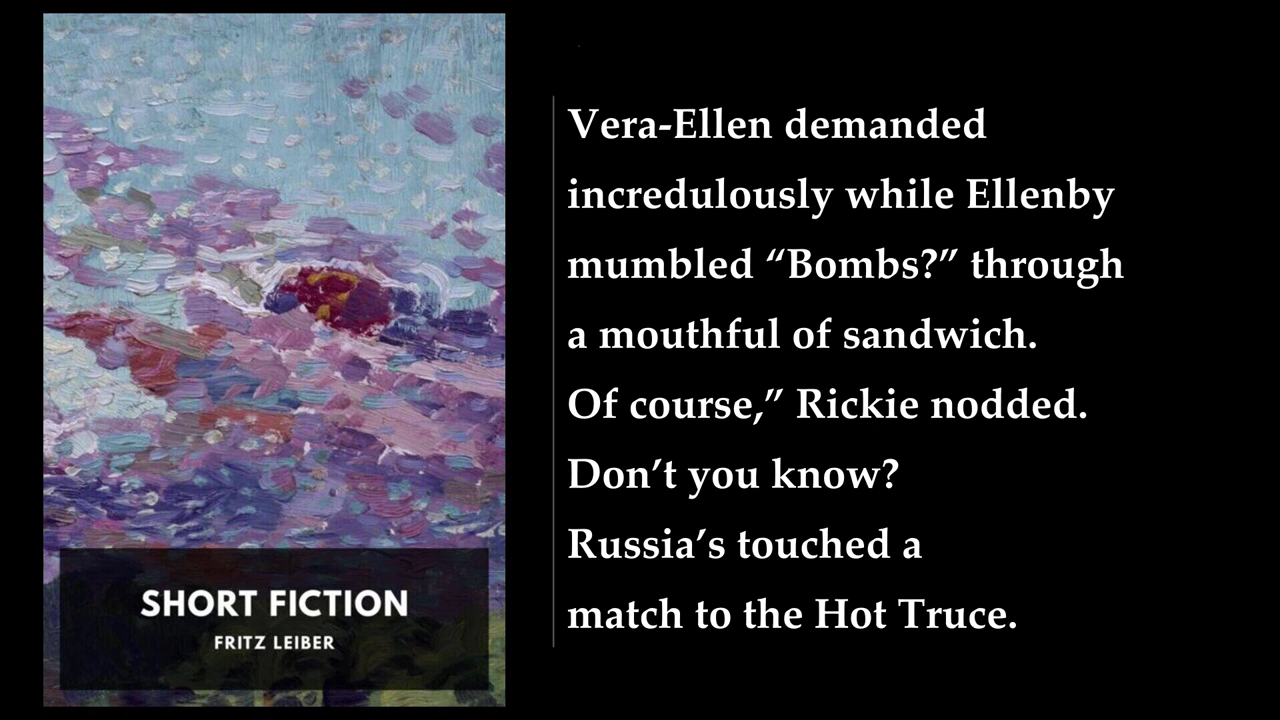 Vera-Ellen demanded
incredulously while Ellenby
mumbled “Bombs?” through
a mouthful of sandwich.
Of course,” Rickie nodded.
Don’t you know?
Russia’s touched a
match to the Hot Truce.
SHORT FICTION
FRITZ LEIBER